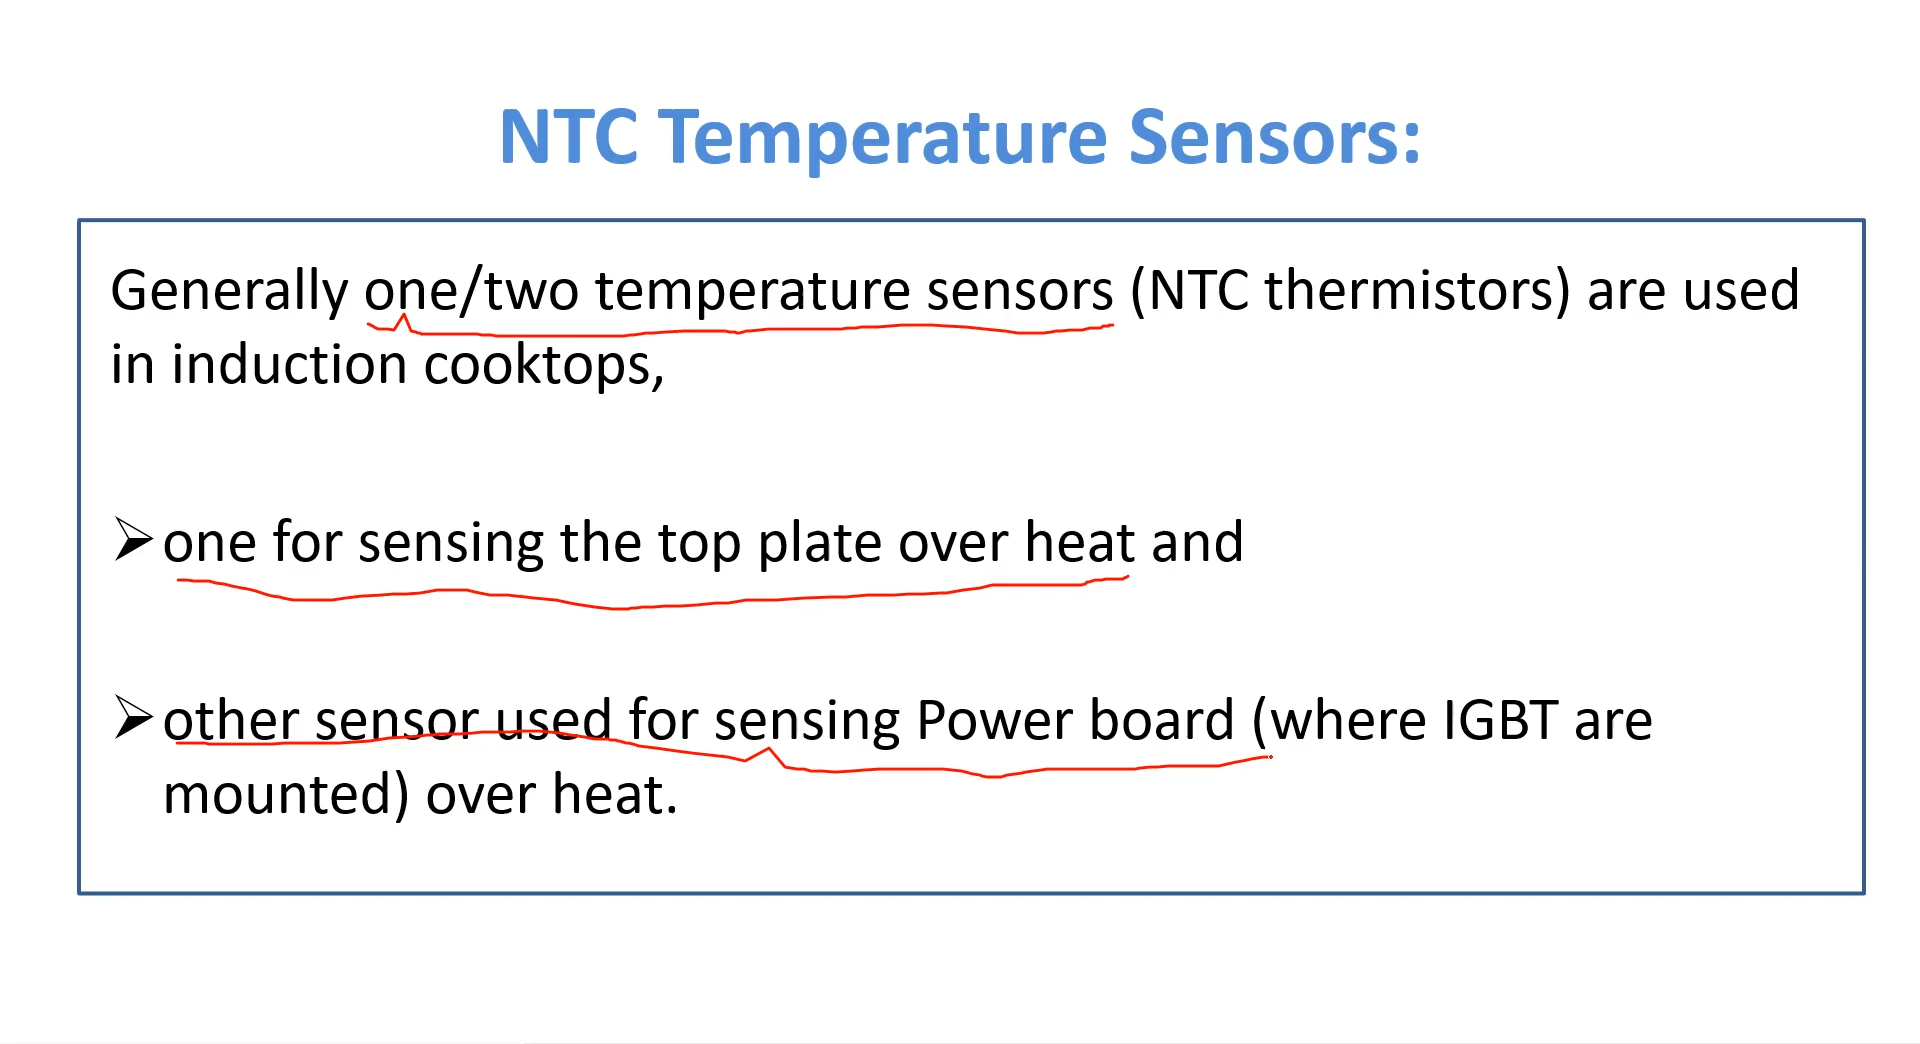 NTC Temperature Sensors:
Generally one/two temperature sensors (NTC thermistors) are used
in induction cooktops,
➢one for sensing the top plate over heat and
➢other sensor used for sensing Power board (where IGBT are
mounted) over heat.